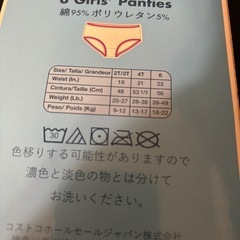 6 Girls' Panties
綿95% ポリウレタン5%
Size/ Talla/ Grandeur 2T/3T 4T 6
Waist (In.) 19 21 22
Cintura/Taille (Cm) 48 53 ½ 56
Weight (Lb.) 20-27 28-38 39-49
Peso/ Poids (Kg) 9-12 13-17 18-22
30
色移りする可能性がありますので
濃色と淡色の物とは分けて
お洗いください。
コストコホールセールジャパン株式会社